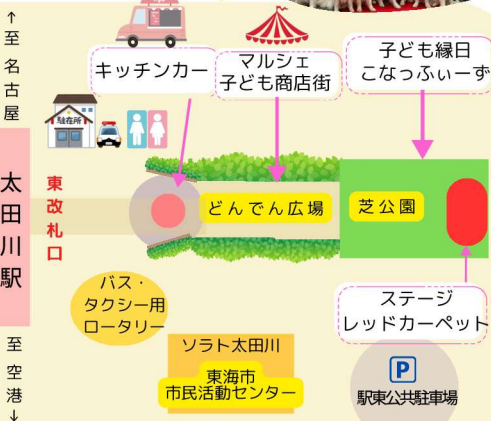 ↑至名古屋
太田川駅
至空港↓
東改札口
駐在所
キッチンカー
マルシェ
子ども商店街
子ども縁日
こなっふぃーず
どんでん広場
芝公園
バス・
タクシー用
ロータリー
ステージ
レッドカーペット
ソラト太田川
東海市
市民活動センター
P
駅東公共駐車場